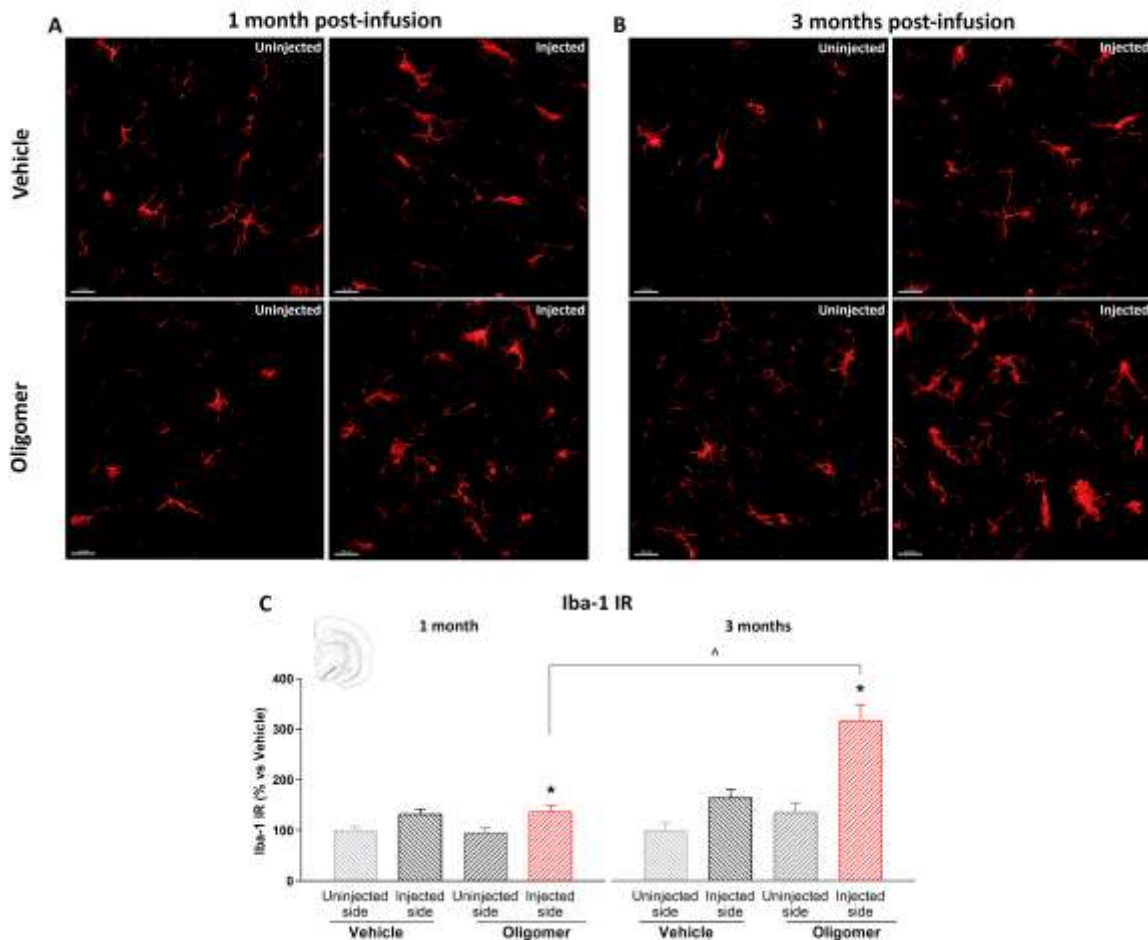 A
1 month post-infusion
B
3 months post-infusion
Uninjected
Injected
Uninjected
Injected
Vehicle
Iba-1
Uninjected
Injected
Uninjected
Injected
Oligomer
C
Iba-1 IR
1 month
3 months
^
*
*
Iba-1 IR (% vs Vehicle)
400
300
200
100
0
Uninjected side
Injected side
Uninjected side
Injected side
Uninjected side
Injected side
Uninjected side
Injected side
Vehicle
Oligomer
Vehicle
Oligomer